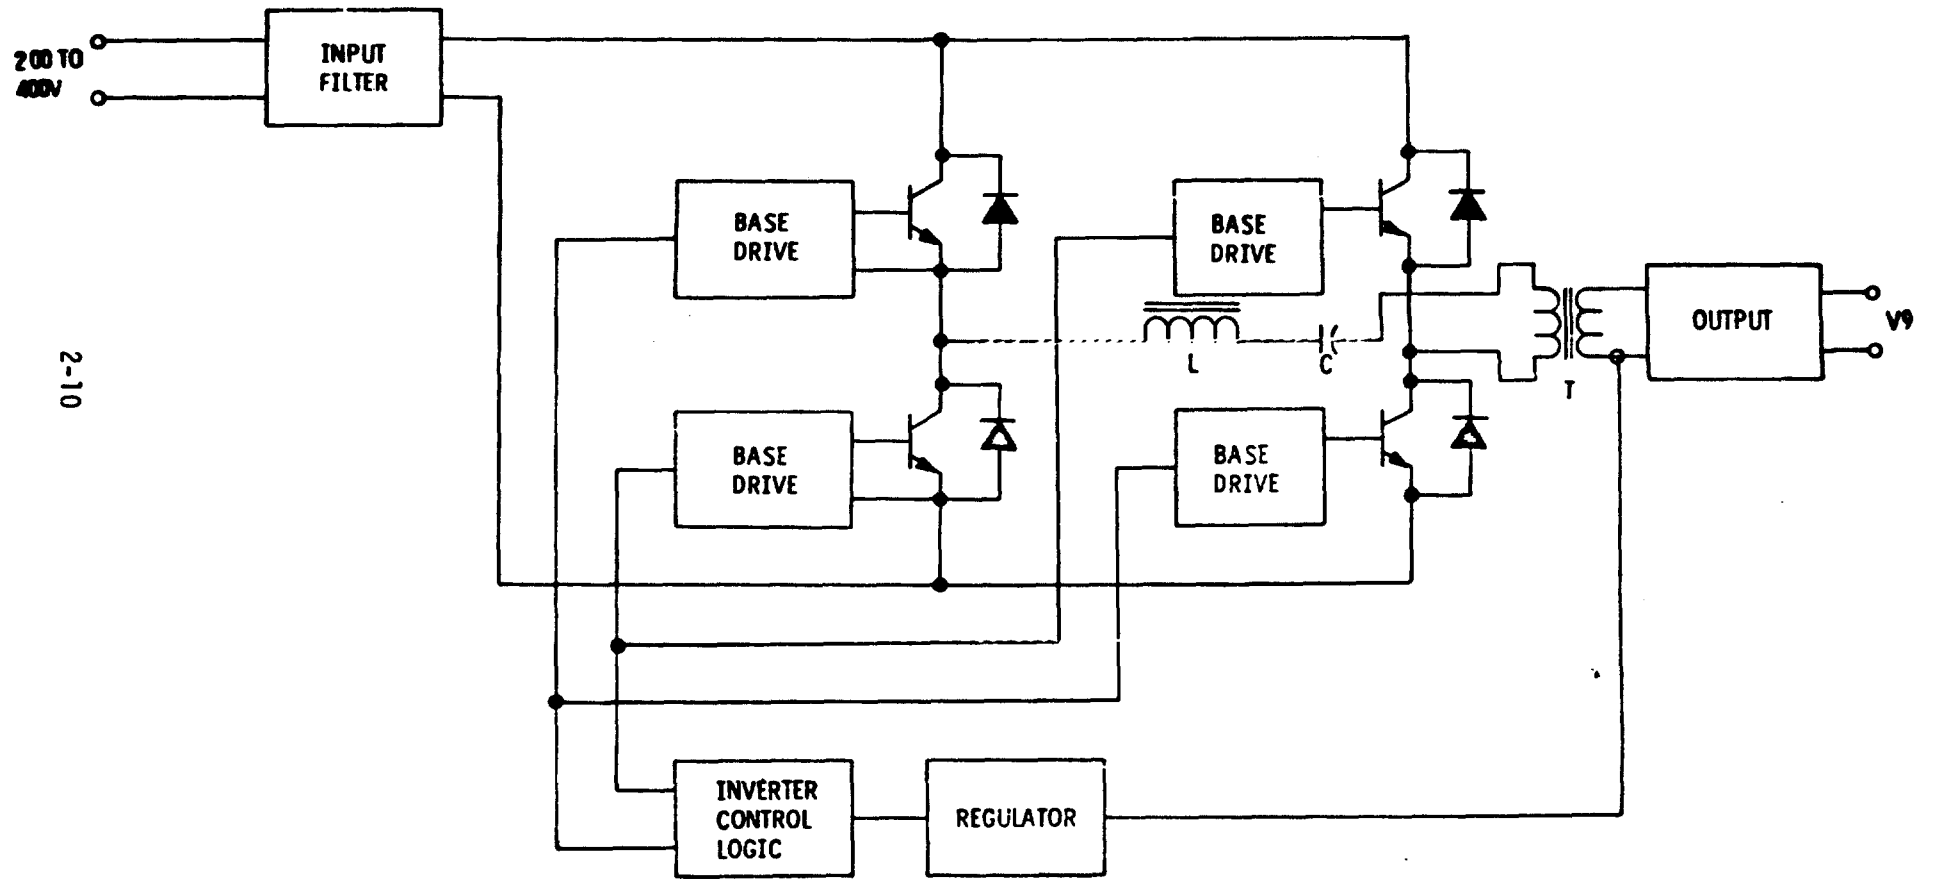 200 TO
400V
INPUT
FILTER
BASE
DRIVE
BASE
DRIVE
L
C
T
OUTPUT
V9
BASE
DRIVE
BASE
DRIVE
INVERTER
CONTROL
LOGIC
REGULATOR
2-10